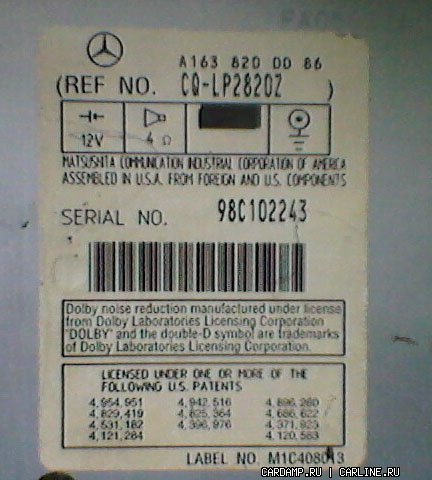 A163 820 00 86
(REF NO. CQ-LP2820Z )
12V 4 Ω
MATSUSHITA COMMUNICATION INDUSTRIAL CORPORATION OF AMERICA
ASSEMBLED IN U.S.A. FROM FOREIGN AND U.S. COMPONENTS
SERIAL NO. 98C102243
Dolby noise reduction manufactured under license
from Dolby Laboratories Licensing Corporation
"DOLBY" and the double-D symbol are trademarks
of Dolby Laboratories Licensing Corporation.
LICENSED UNDER ONE OR MORE OF THE
FOLLOWING U.S. PATENTS
4,954,951 4,942,516 4,896,280
4,829,419 4,825,364 4,686,622
4,531,182 4,396,976 4,371,923
4,121,284 4,120,583
LABEL NO. M1C408013
CARDAMP.RU | CARLINE.RU